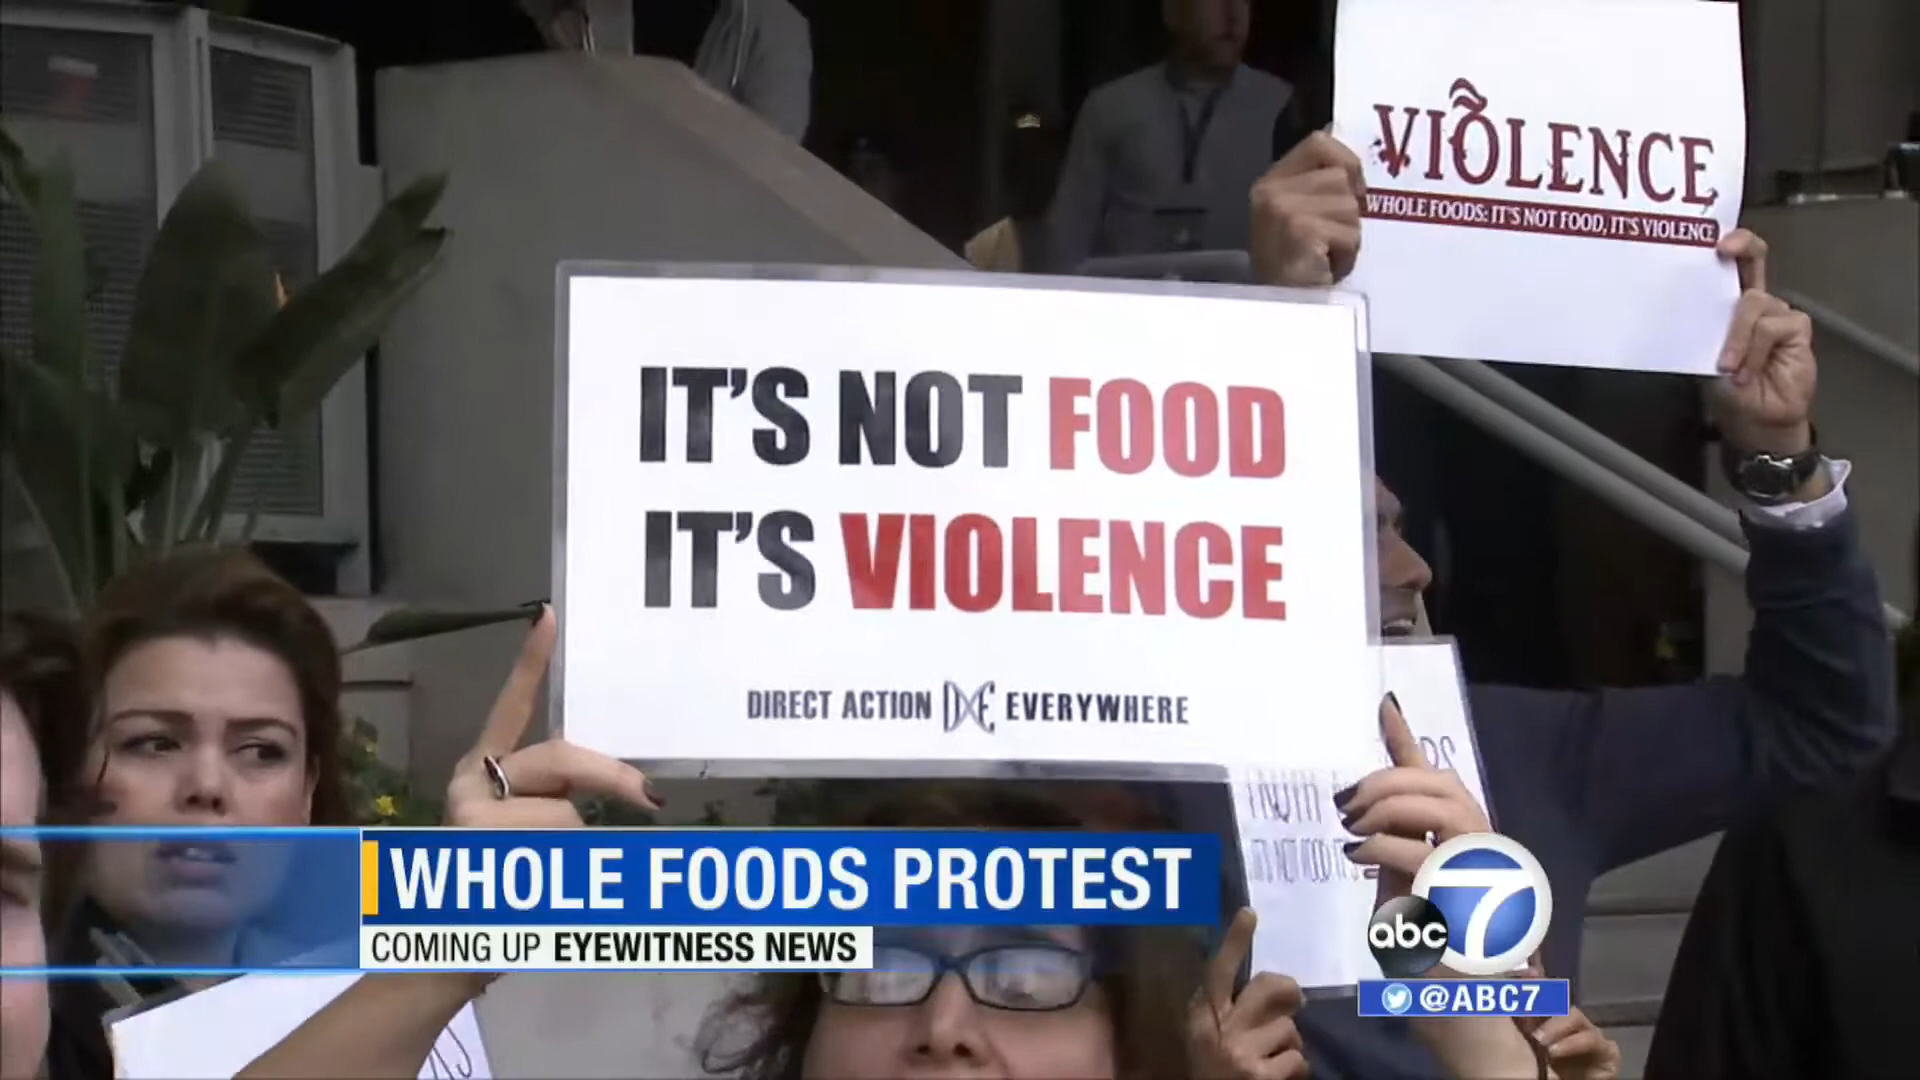 VIOLENCE
WHOLE FOODS: IT'S NOT FOOD, IT'S VIOLENCE
IT'S NOT FOOD
IT'S VIOLENCE
DIRECT ACTION DXE EVERYWHERE
WHOLE FOODS PROTEST
COMING UP EYEWITNESS NEWS
abc 7
@ABC7